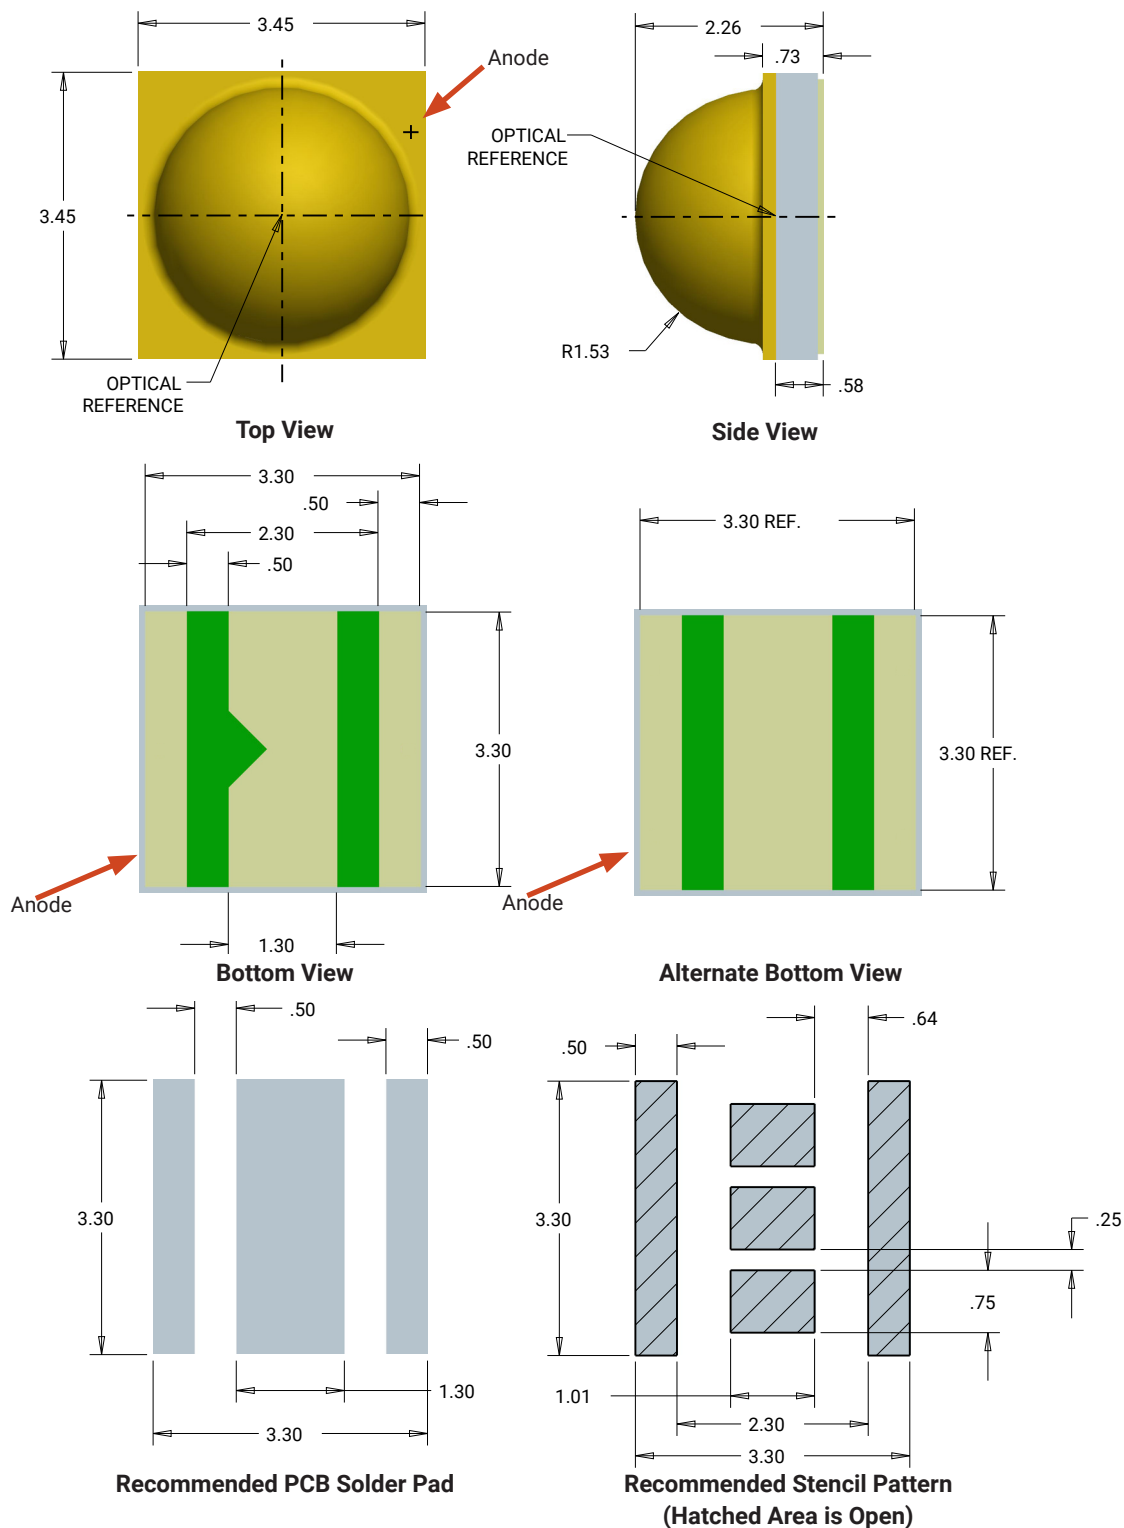 3.45
Anode
3.45
OPTICAL
REFERENCE
Top View
2.26
.73
OPTICAL
REFERENCE
R1.53
.58
Side View
3.30
.50
2.30
.50
3.30
Anode
1.30
Bottom View
3.30 REF.
3.30 REF.
Anode
Alternate Bottom View
.50
.50
3.30
1.30
3.30
Recommended PCB Solder Pad
.64
.50
3.30
.25
.75
1.01
2.30
3.30
Recommended Stencil Pattern
(Hatched Area is Open)